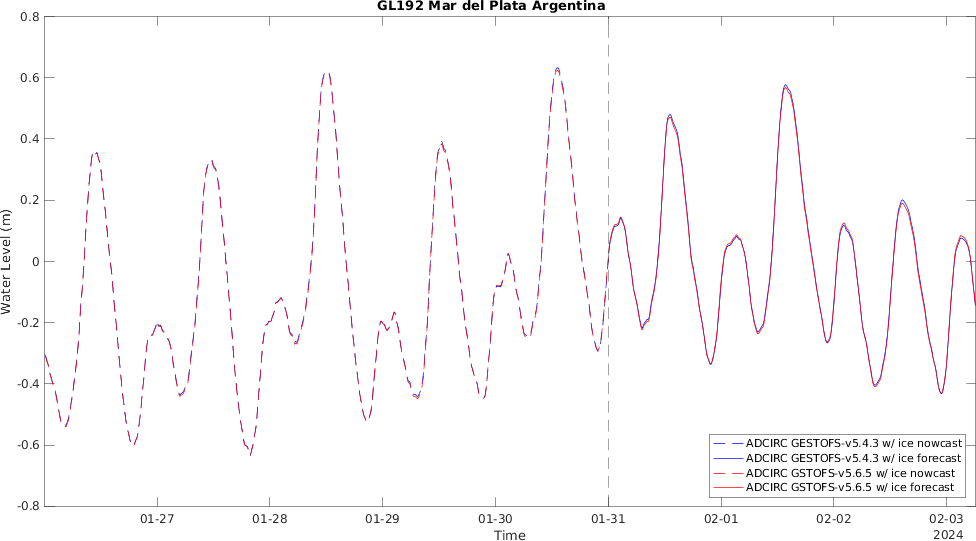 GL192 Mar del Plata Argentina
0.8
0.6
0.4
0.2
0
-0.2
-0.4
-0.6
-0.8
Water Level (m)
01-27 01-28 01-29 01-30 01-31 02-01 02-02 02-03
Time
2024
ADCIRC GESTOFS-v5.4.3 w/ ice nowcast
ADCIRC GESTOFS-v5.4.3 w/ ice forecast
ADCIRC GSTOFS-v5.6.5 w/ ice nowcast
ADCIRC GSTOFS-v5.6.5 w/ ice forecast